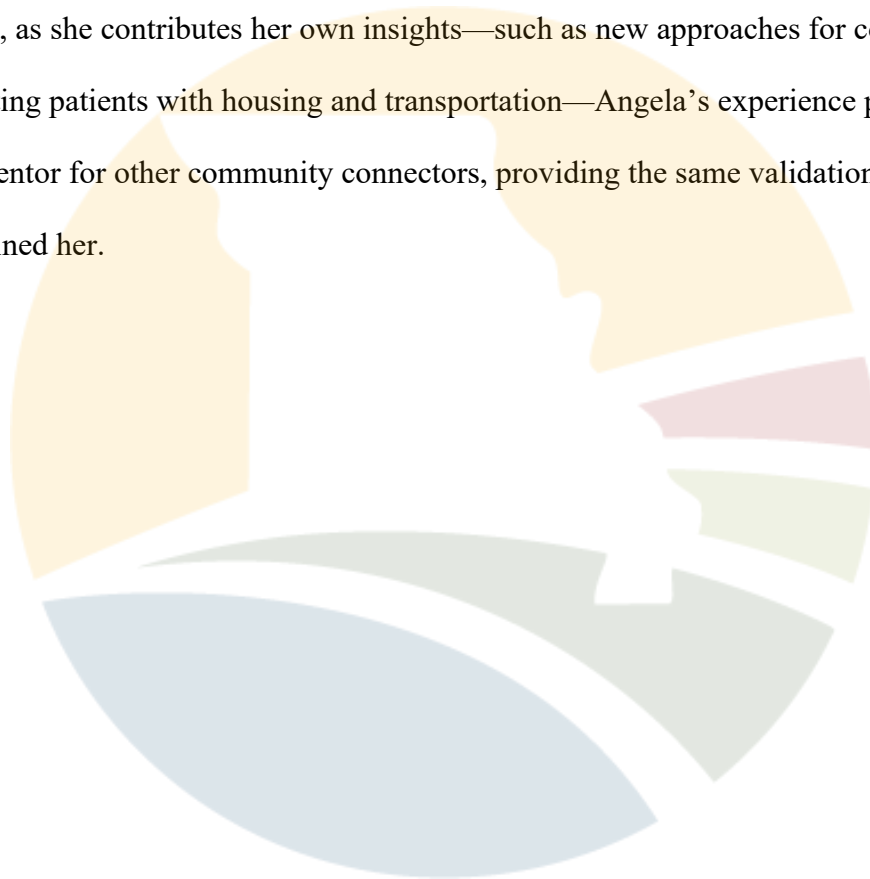 , as she contributes her own insights—such as new approaches for
ing patients with housing and transportation—Angela’s experience
entor for other community connectors, providing the same validation
ned her.